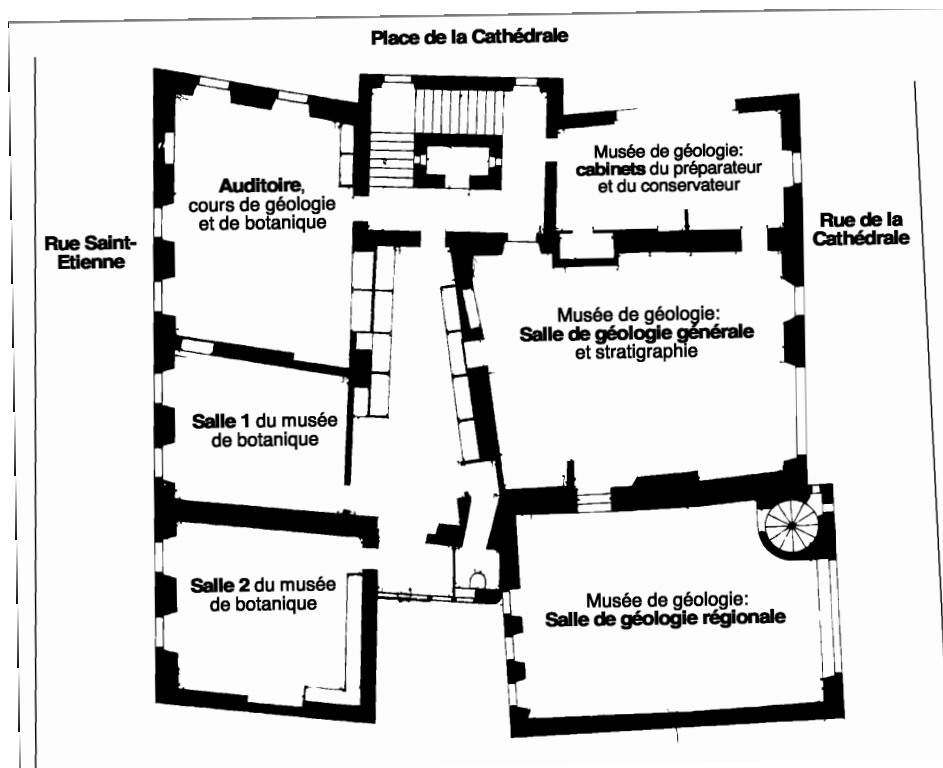 Place de la Cathédrale
Auditoire,
cours de géologie
et de botanique
Musée de géologie:
cabinets du préparateur
et du conservateur
Rue Saint-
Etienne
Rue de la
Cathédrale
Musée de géologie:
Salle de géologie générale
et stratigraphie
Salle 1 du musée
de botanique
Salle 2 du musée
de botanique
Musée de géologie:
Salle de géologie régionale